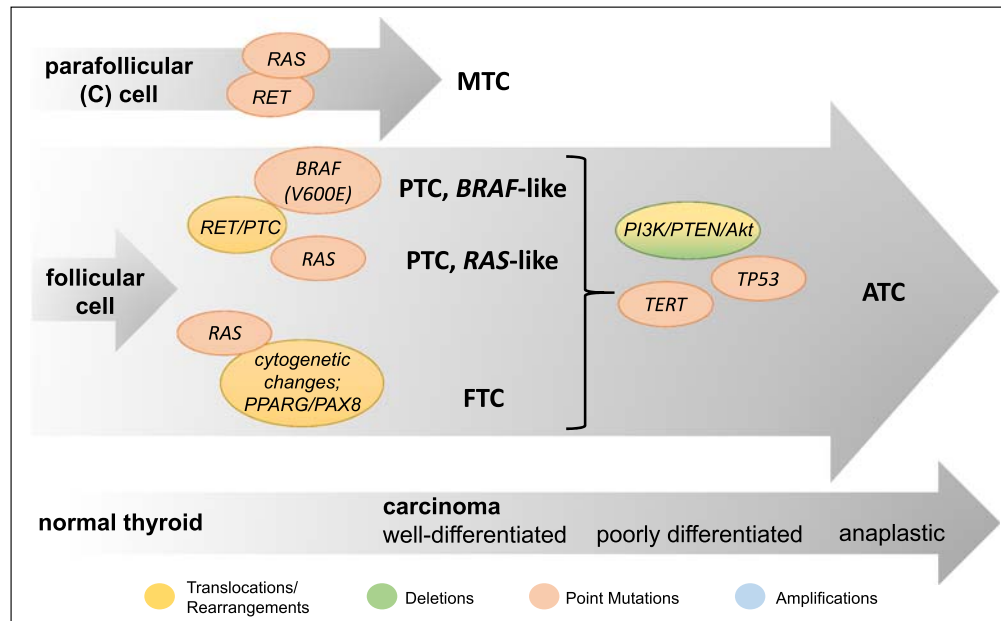 parafollicular
(C) cell
RAS
RET
MTC
BRAF
(V600E)
PTC, BRAF-like
RET/PTC
RAS
PTC, RAS-like
follicular
cell
RAS
cytogenetic
changes;
PPARG/PAX8
FTC
PI3K/PTEN/Akt
TP53
TERT
ATC
normal thyroid
carcinoma
well-differentiated
poorly differentiated
anaplastic
Translocations/
Rearrangements
Deletions
Point Mutations
Amplifications